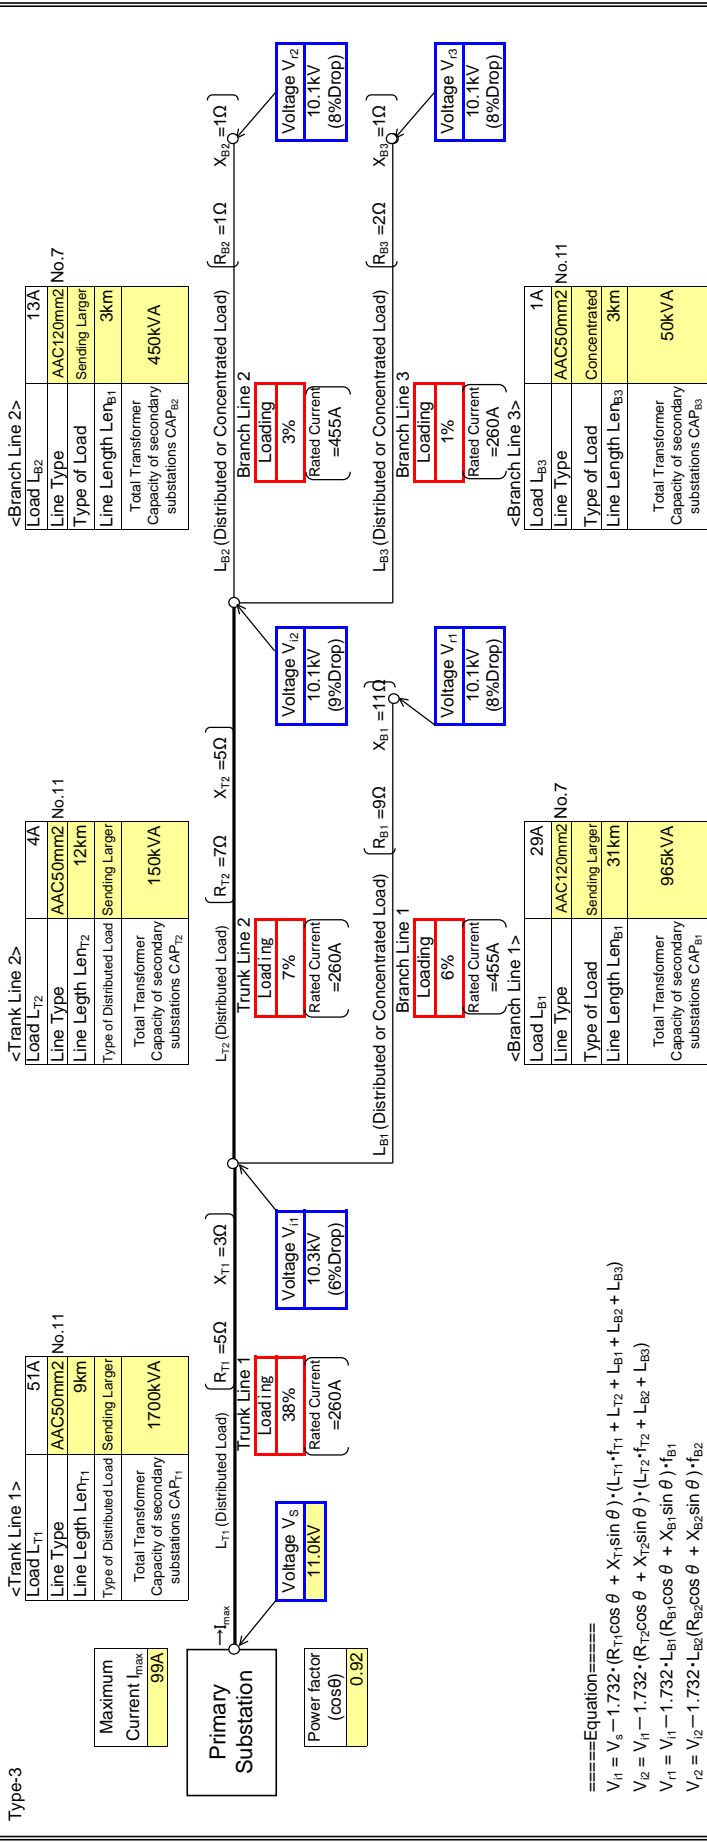 Type-3
Maximum
Current Imax
99A
Primary
Substation
Power factor
(cosθ)
0.92
→Imax
Voltage VS
11.0kV
<Trank Line 1>
Load LT1 51A
Line Type AAC50mm2 No.11
Line Legth LenT1 9km
Type of Distributed Load Sending Larger
Total Transformer
Capacity of secondary
substations CAPT1
1700kVA
LT1 (Distributed Load) RT1 =5Ω XT1 =3Ω
Trunk Line 1
Loading
38%
Rated Current
=260A
Voltage Vi1
10.3kV
(6%Drop)
<Trank Line 2>
Load LT2 4A
Line Type AAC50mm2 No.11
Line Legth LenT2 12km
Type of Distributed Load Sending Larger
Total Transformer
Capacity of secondary
substations CAPT2
150kVA
LT2 (Distributed Load) RT2 =7Ω XT2 =5Ω
Trunk Line 2
Loading
7%
Rated Current
=260A
Voltage Vi2
10.1kV
(9%Drop)
LB1 (Distributed or Concentrated Load) RB1 =9Ω XB1 =11Ω
Branch Line 1
Loading
6%
Rated Current
=455A
Voltage Vr1
10.1kV
(8%Drop)
<Branch Line 1>
Load LB1 29A
Line Type AAC120mm2 No.7
Type of Load Sending Larger
Line Length LenB1 31km
Total Transformer
Capacity of secondary
substations CAPB1
965kVA
<Branch Line 2>
Load LB2 13A
Line Type AAC120mm2 No.7
Type of Load Sending Larger
Line Length LenB1 3km
Total Transformer
Capacity of secondary
substations CAPB2
450kVA
LB2 (Distributed or Concentrated Load) RB2 =1Ω XB2 =1Ω
Branch Line 2
Loading
3%
Rated Current
=455A
Voltage Vr2
10.1kV
(8%Drop)
LB3 (Distributed or Concentrated Load) RB3 =2Ω XB3 =1Ω
Branch Line 3
Loading
1%
Rated Current
=260A
Voltage Vr3
10.1kV
(8%Drop)
<Branch Line 3>
Load LB3 1A
Line Type AAC50mm2 No.11
Type of Load Concentrated
Line Length LenB3 3km
Total Transformer
Capacity of secondary
substations CAPB3
50kVA
=====Equation=====
Vi1 = Vs－1.732･(RT1cos θ + XT1sin θ)･(LT1･fT1 + LT2 + LB1 + LB2 + LB3)
Vi2 = Vi1－1.732･(RT2cos θ + XT2sin θ)･(LT2･fT2 + LB2 + LB3)
Vr1 = Vi1－1.732･LB1(RB1cos θ + XB1sin θ)･fB1
Vr2 = Vi2－1.732･LB2(RB2cos θ + XB2sin θ)･fB2